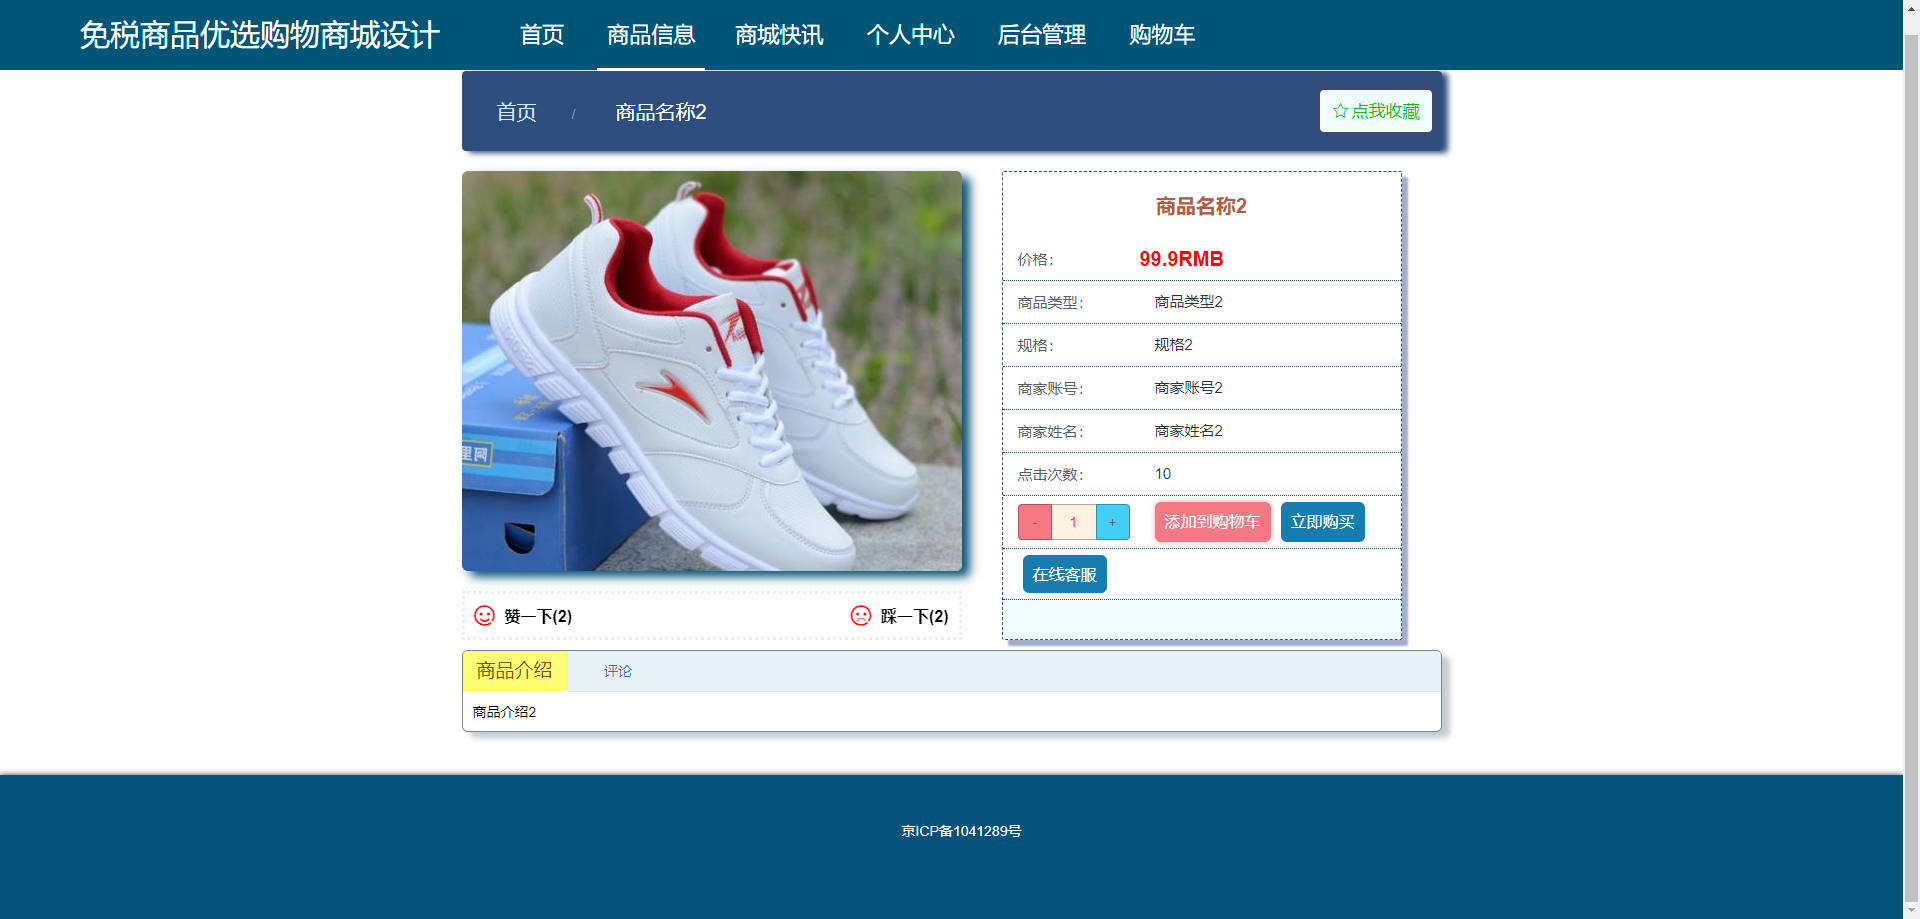 免税商品优选购物商城设计 首页 商品信息 商城快讯 个人中心 后台管理 购物车
首页 / 商品名称2 ☆点我收藏
商品名称2
价格: 99.9RMB
商品类型: 商品类型2
规格: 规格2
商家账号: 商家账号2
商家姓名: 商家姓名2
点击次数: 10
- 1 + 添加到购物车 立即购买
在线客服
赞一下(2) 踩一下(2)
商品介绍 评论
商品介绍2
京ICP备1041289号